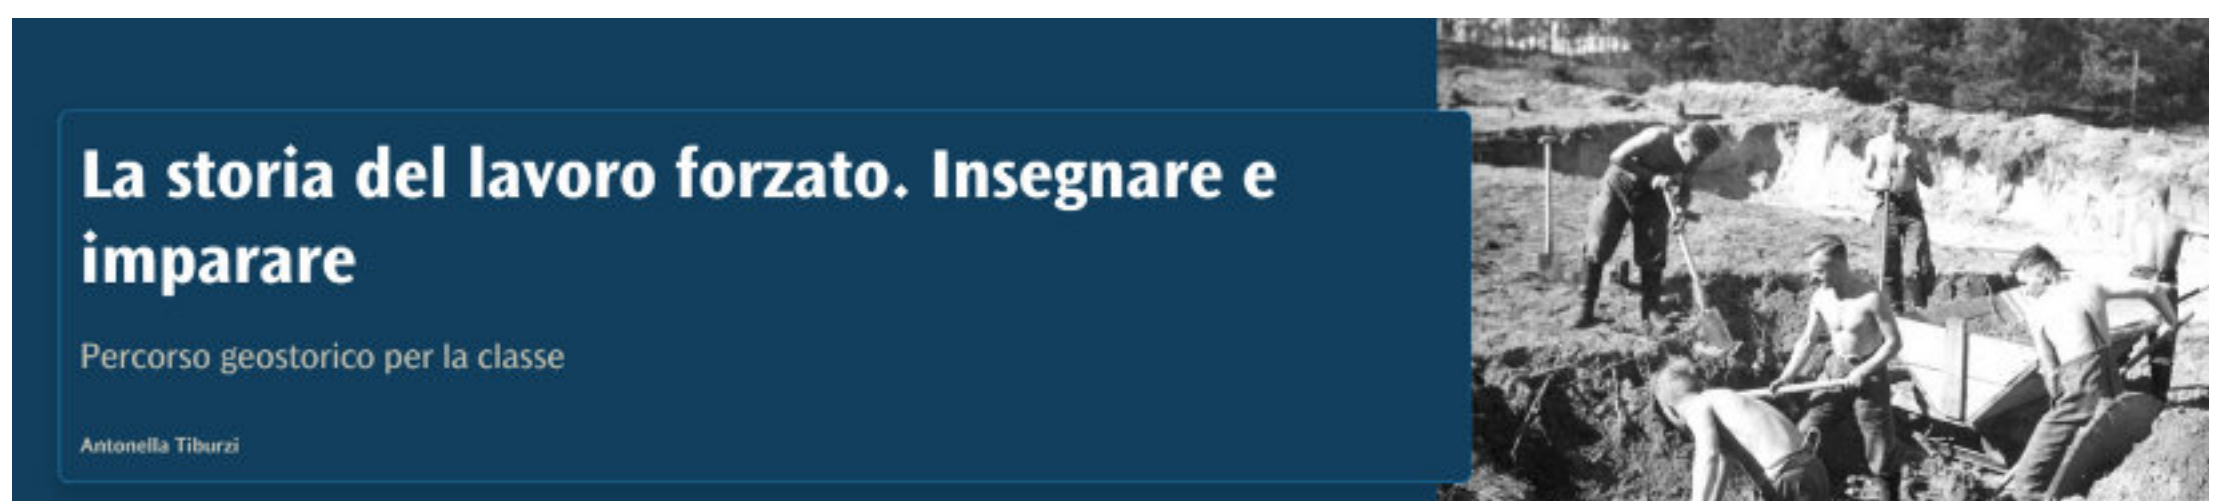 La storia del lavoro forzato. Insegnare e
imparare
Percorso geostorico per la classe
Antonella Tiburzi